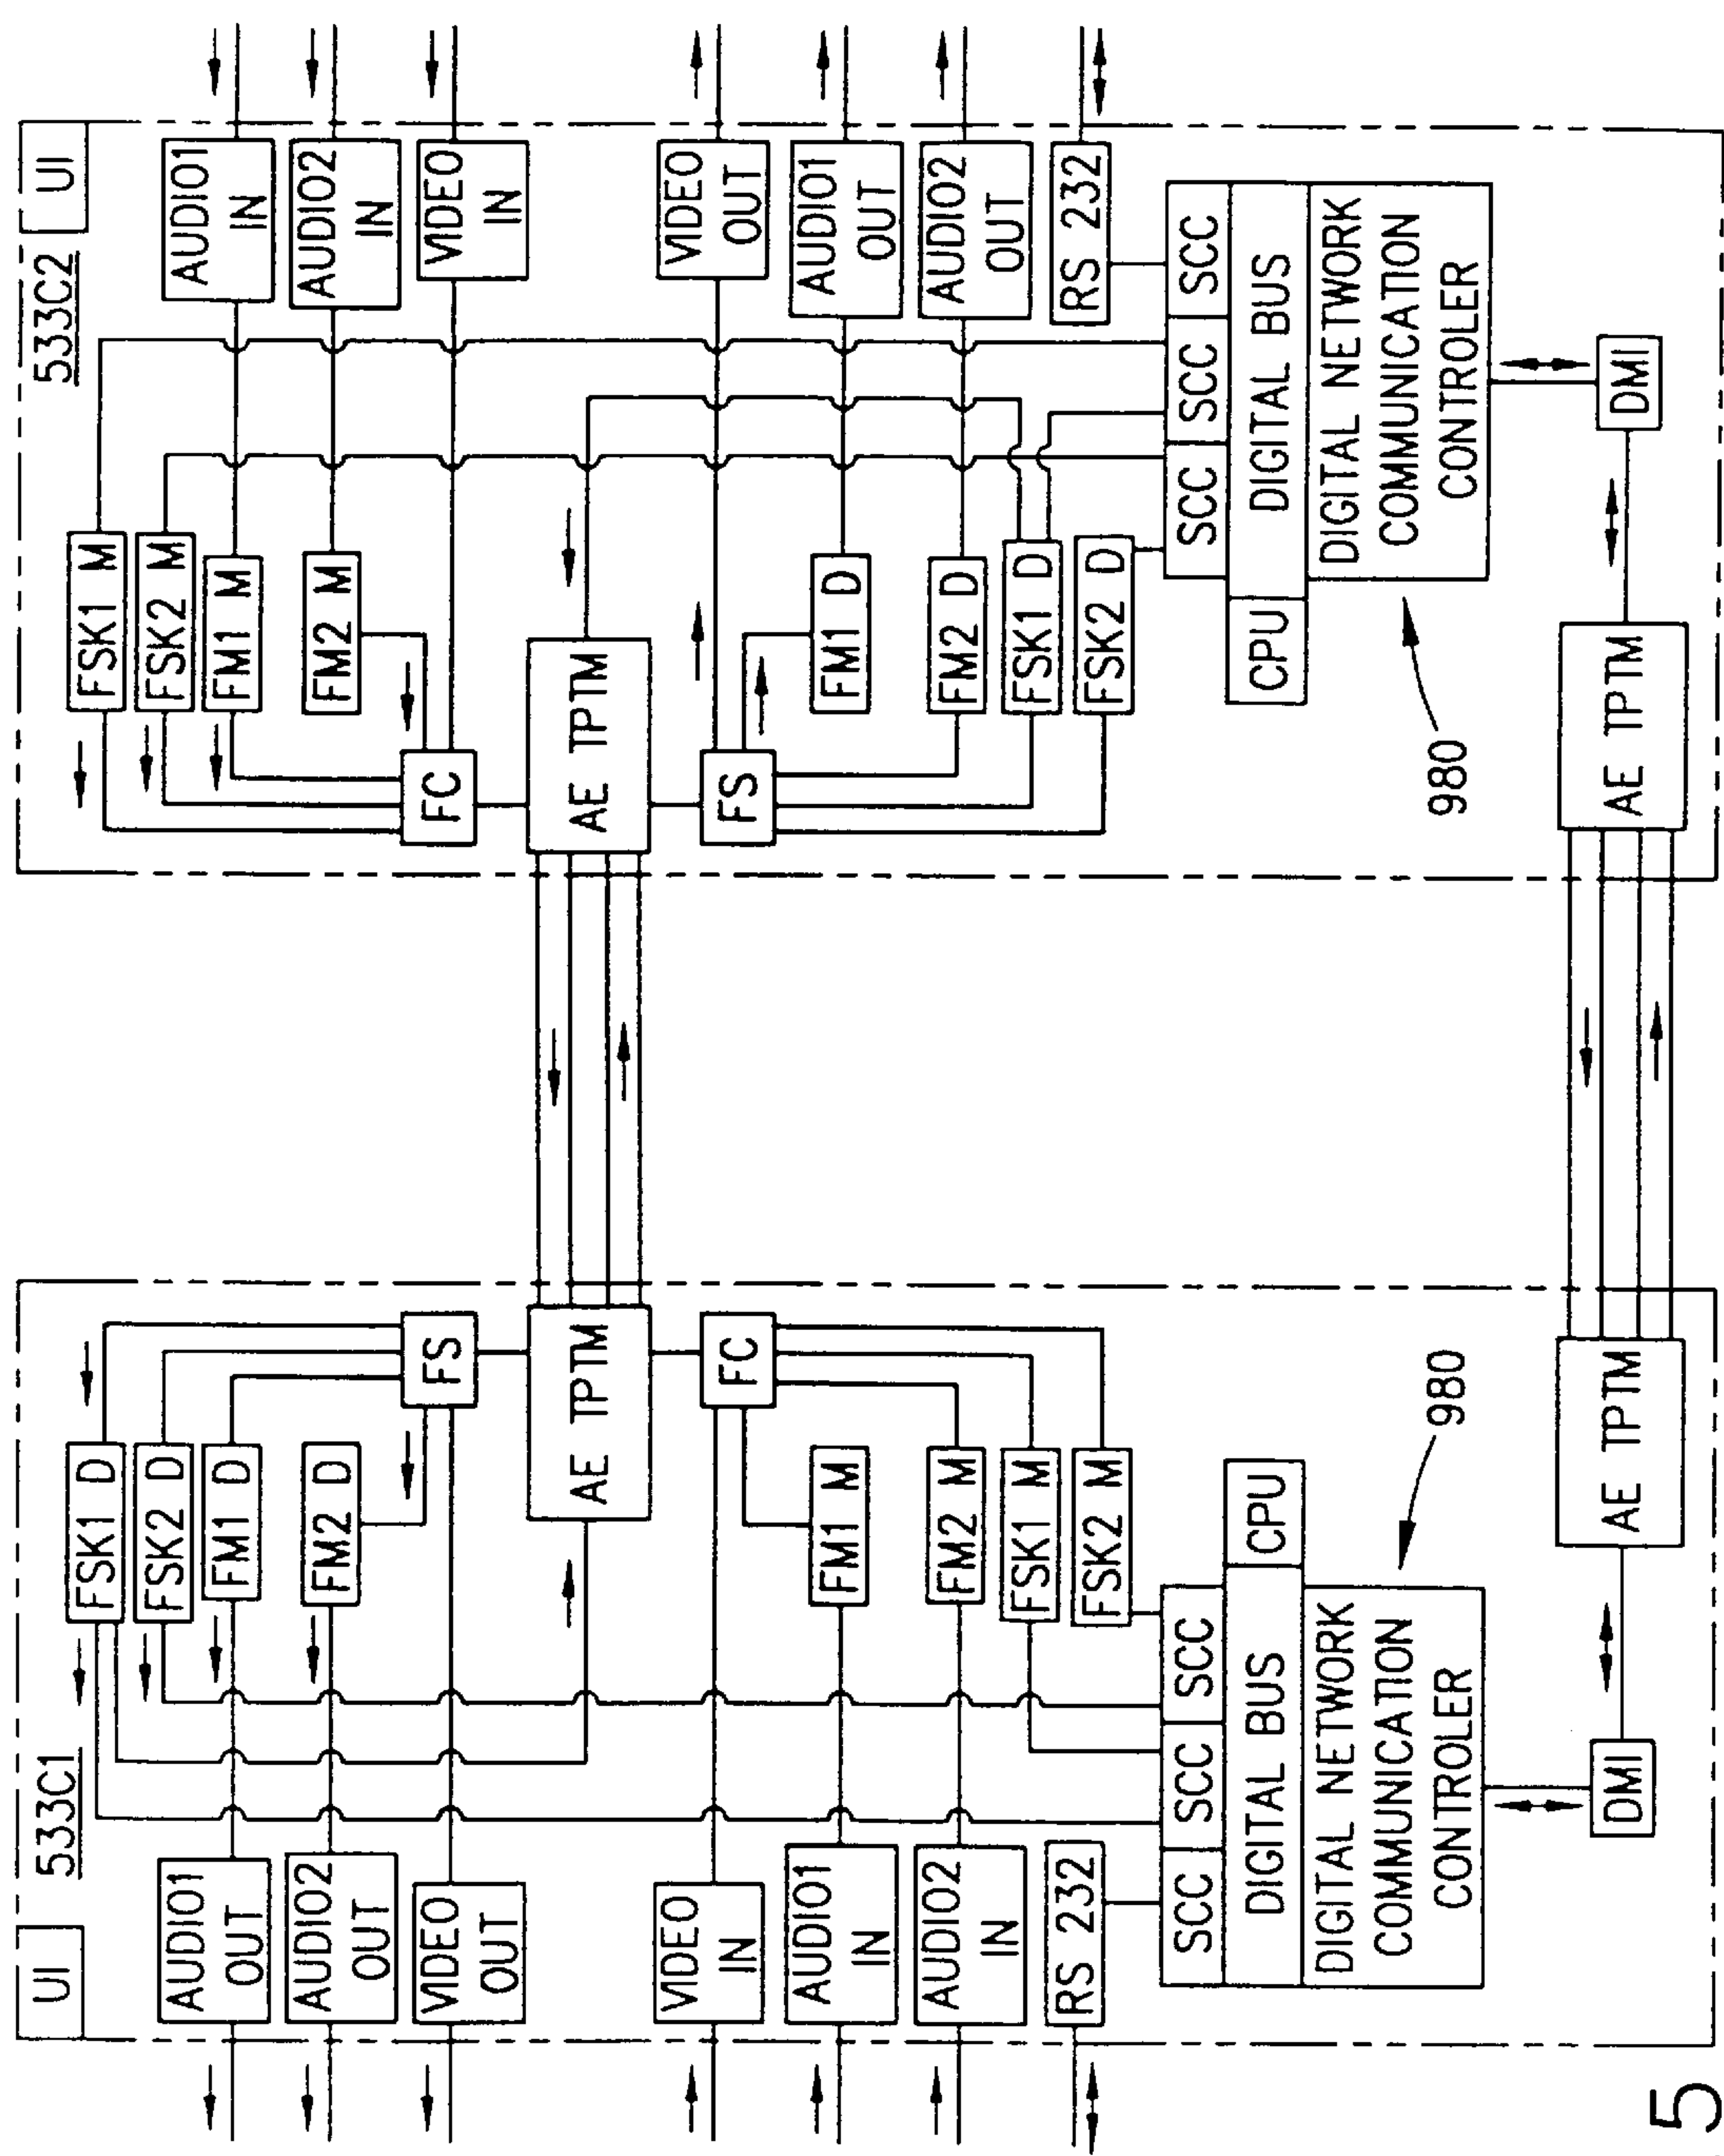 UI
533C1
AUDIO1
OUT
AUDIO2
OUT
VIDEO
OUT
VIDEO
IN
AUDIO1
IN
AUDIO2
IN
RS 232
FSK1 D
FSK2 D
FM1 D
FM2 D
FS
AE TPTM
FC
FM1 M
FM2 M
FSK1 M
FSK2 M
SCC
SCC
SCC
DIGITAL BUS
CPU
DIGITAL NETWORK
COMMUNICATION
CONTROLER
980
DMI
AE TPTM
533C2
UI
FSK1 M
FSK2 M
FM1 M
FM2 M
FC
AE TPTM
FS
AUDIO1
IN
AUDIO2
IN
VIDEO
IN
VIDEO
OUT
AUDIO1
OUT
AUDIO2
OUT
RS 232
FM1 D
FM2 D
FSK1 D
FSK2 D
SCC
SCC
SCC
CPU
DIGITAL BUS
DIGITAL NETWORK
COMMUNICATION
CONTROLER
980
DMI
AE TPTM
5